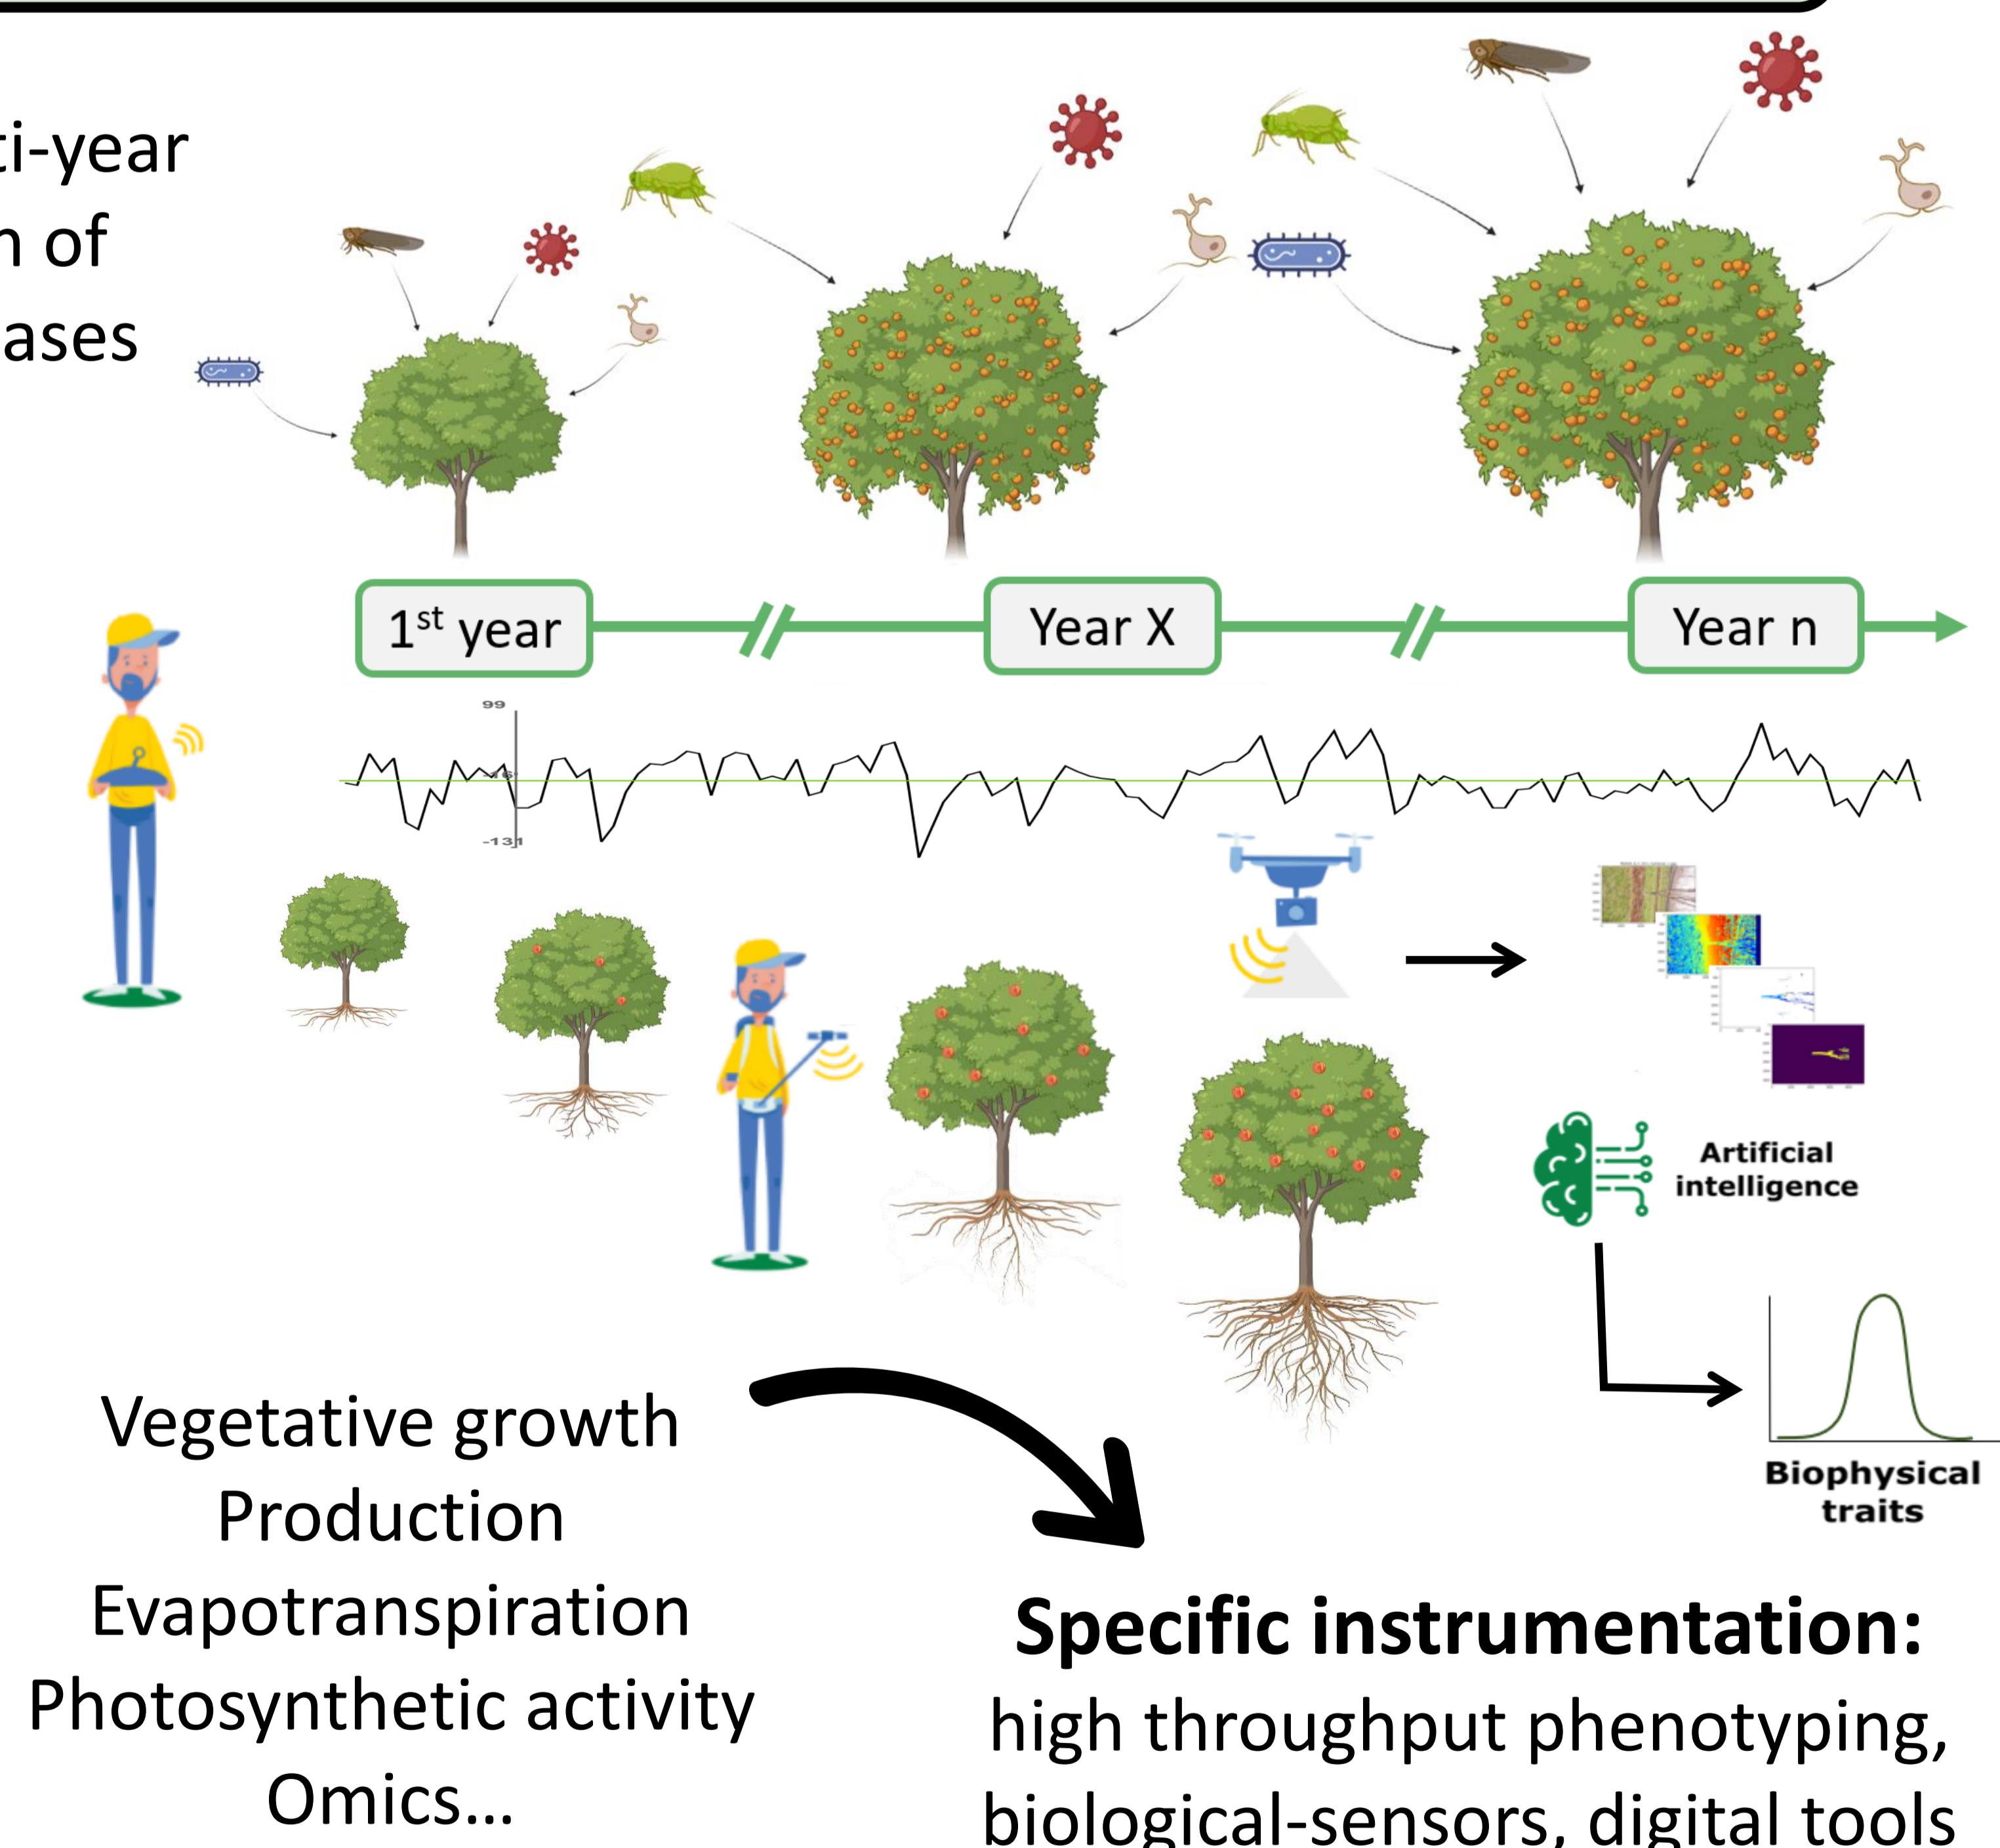 ti-year
n of
ases
1st year
Year X
Year n
99
-16
-131
Artificial
intelligence
Biophysical
traits
Vegetative growth
Production
Evapotranspiration
Photosynthetic activity
Omics...
Specific instrumentation:
high throughput phenotyping,
biological-sensors, digital tools